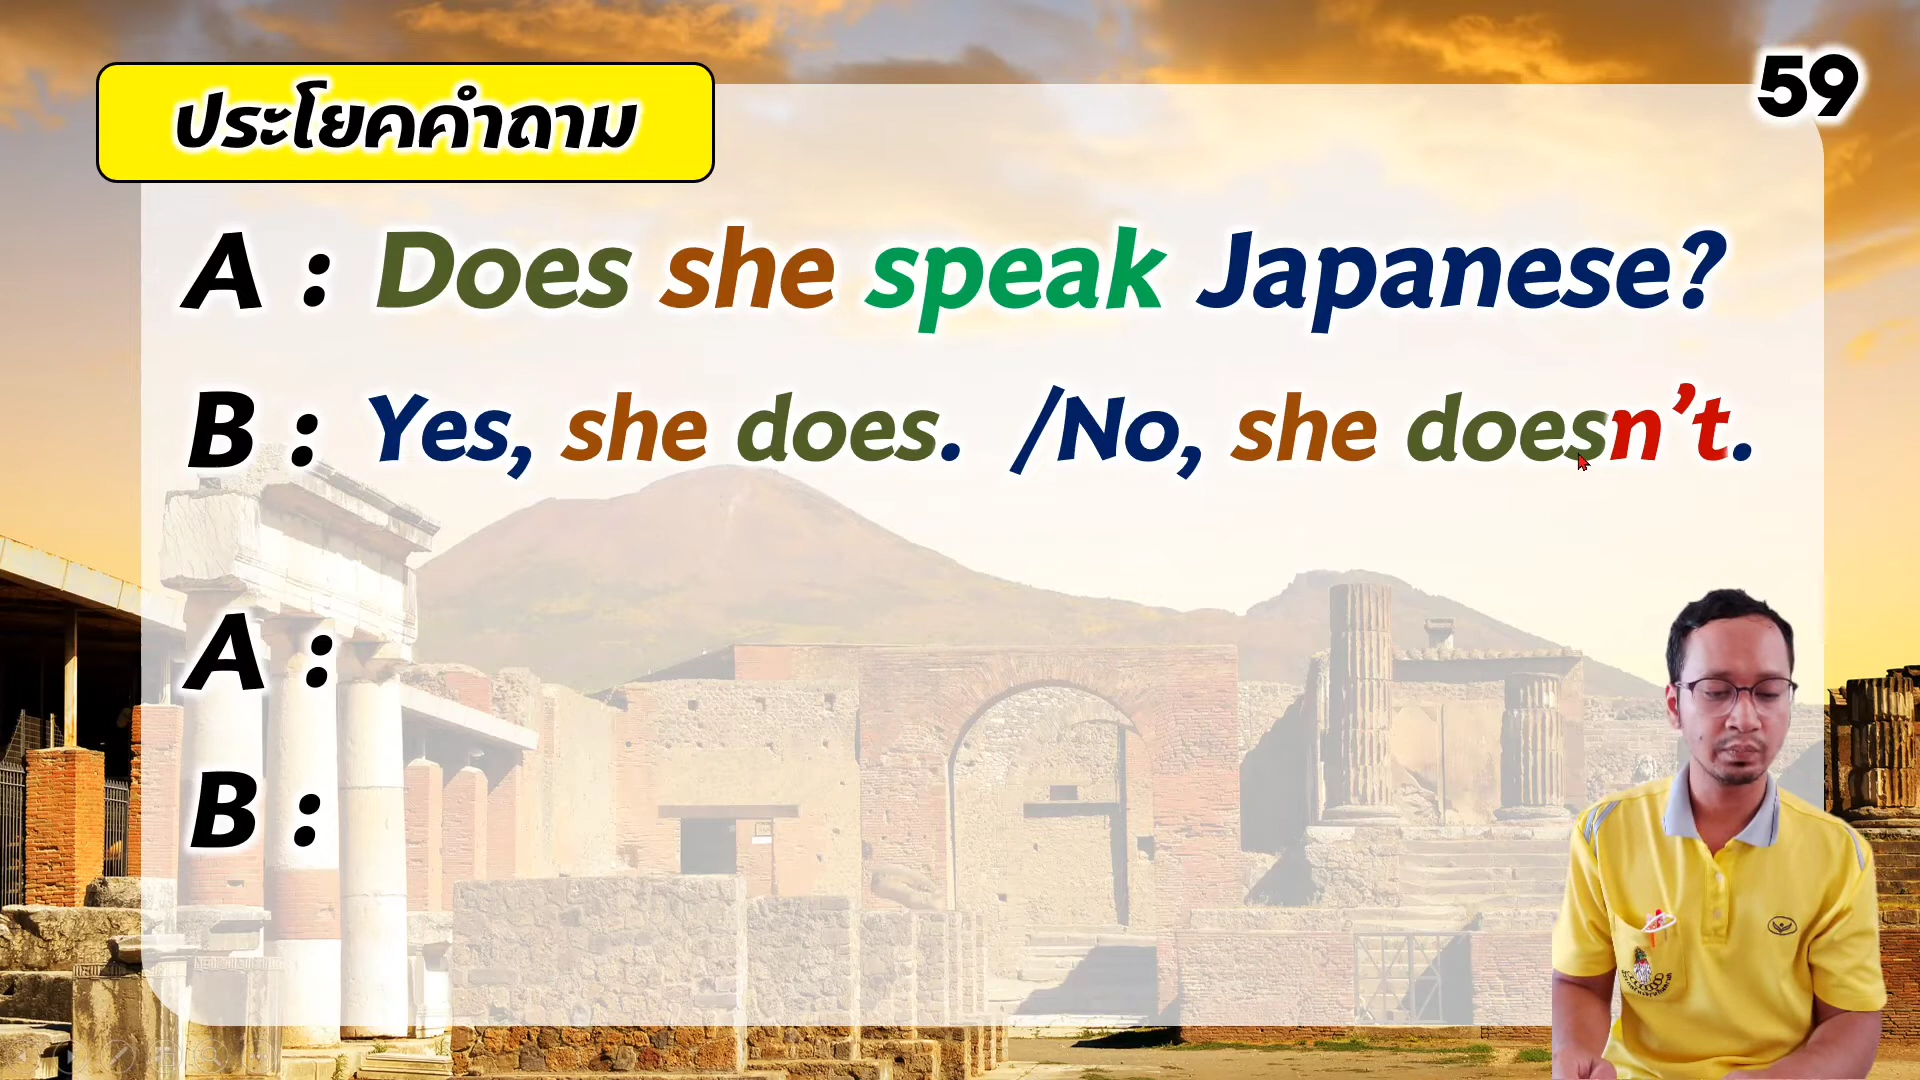 ประโยคคำถาม
59
A : Does she speak Japanese?
B : Yes, she does. /No, she doesn’t.
A :
B :